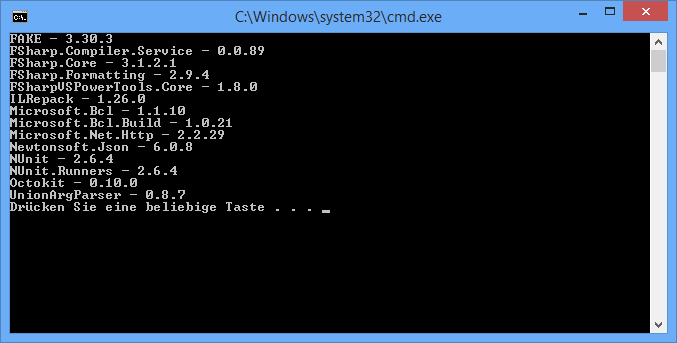 C:\Windows\system32\cmd.exe
FAKE - 3.30.3
FSharp.Compiler.Service - 0.0.89
FSharp.Core - 3.1.2.1
FSharp.Formatting - 2.9.4
FSharpVSPowerTools.Core - 1.8.0
ILRepack - 1.26.0
Microsoft.Bcl - 1.1.10
Microsoft.Bcl.Build - 1.0.21
Microsoft.Net.Http - 2.2.29
Newtonsoft.Json - 6.0.8
NUnit - 2.6.4
NUnit.Runners - 2.6.4
Octokit - 0.10.0
UnionArgParser - 0.8.7
Drücken Sie eine beliebige Taste . . . _